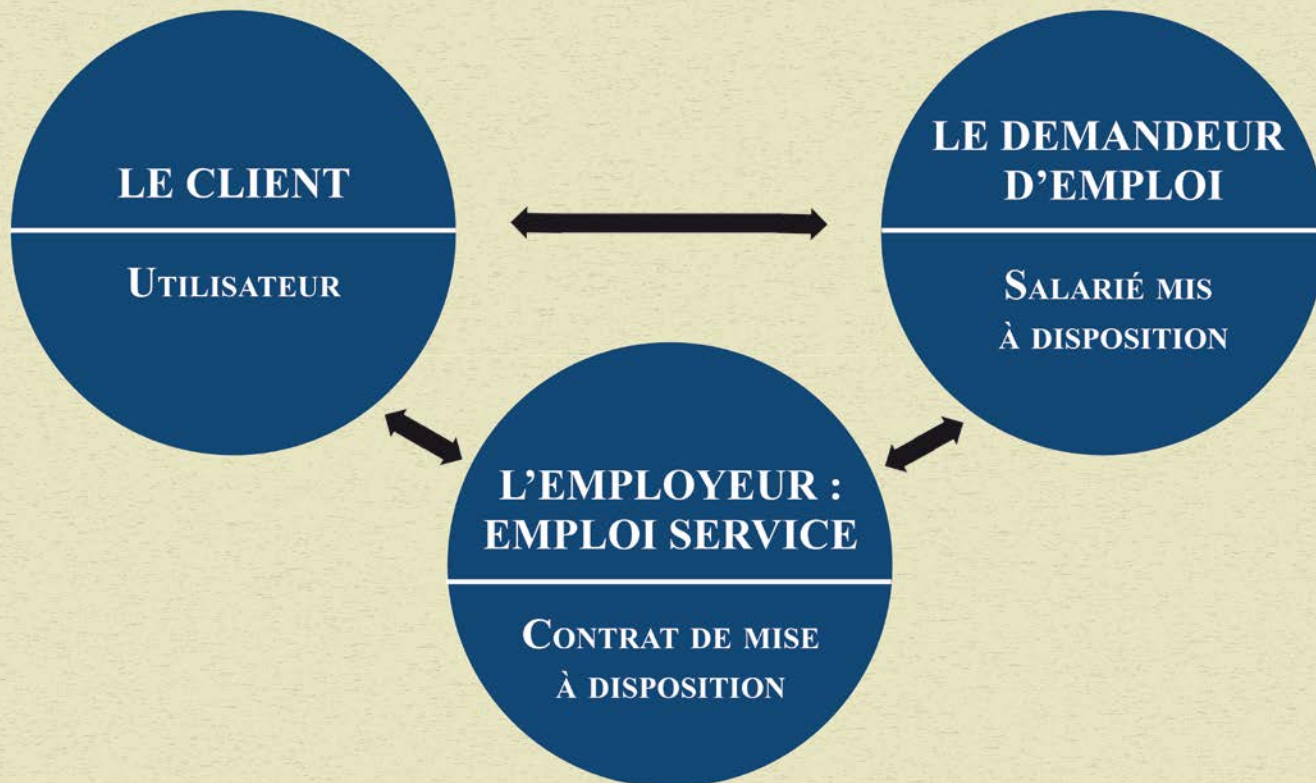 LE CLIENT
UTILISATEUR
LE DEMANDEUR
D’EMPLOI
SALARIÉ MIS
À DISPOSITION
L’EMPLOYEUR :
EMPLOI SERVICE
CONTRAT DE MISE
À DISPOSITION